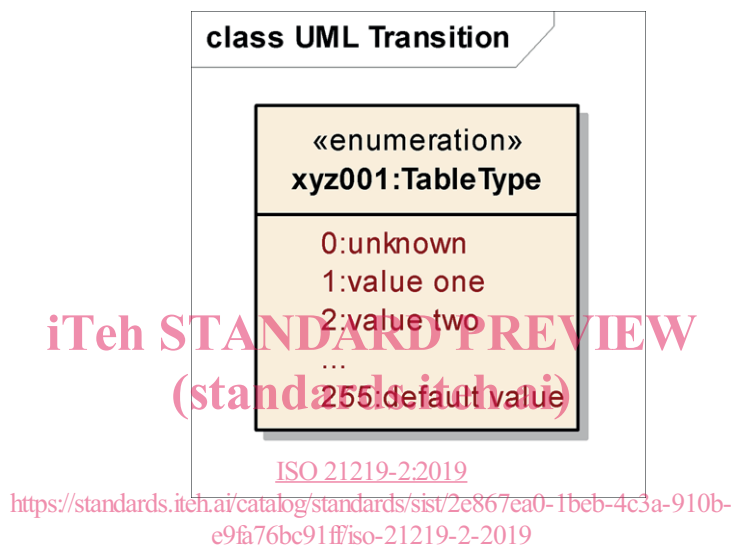 class UML Transition
«enumeration»
xyz001:TableType
0:unknown
1:value one
2:value two
...
255:default value
iTeh STANDARD PREVIEW
(standards.iteh.ai)
ISO 21219-2:2019
https://standards.iteh.ai/catalog/standards/sist/2e867ea0-1beb-4c3a-910b-
e9fa76bc91ff/iso-21219-2-2019